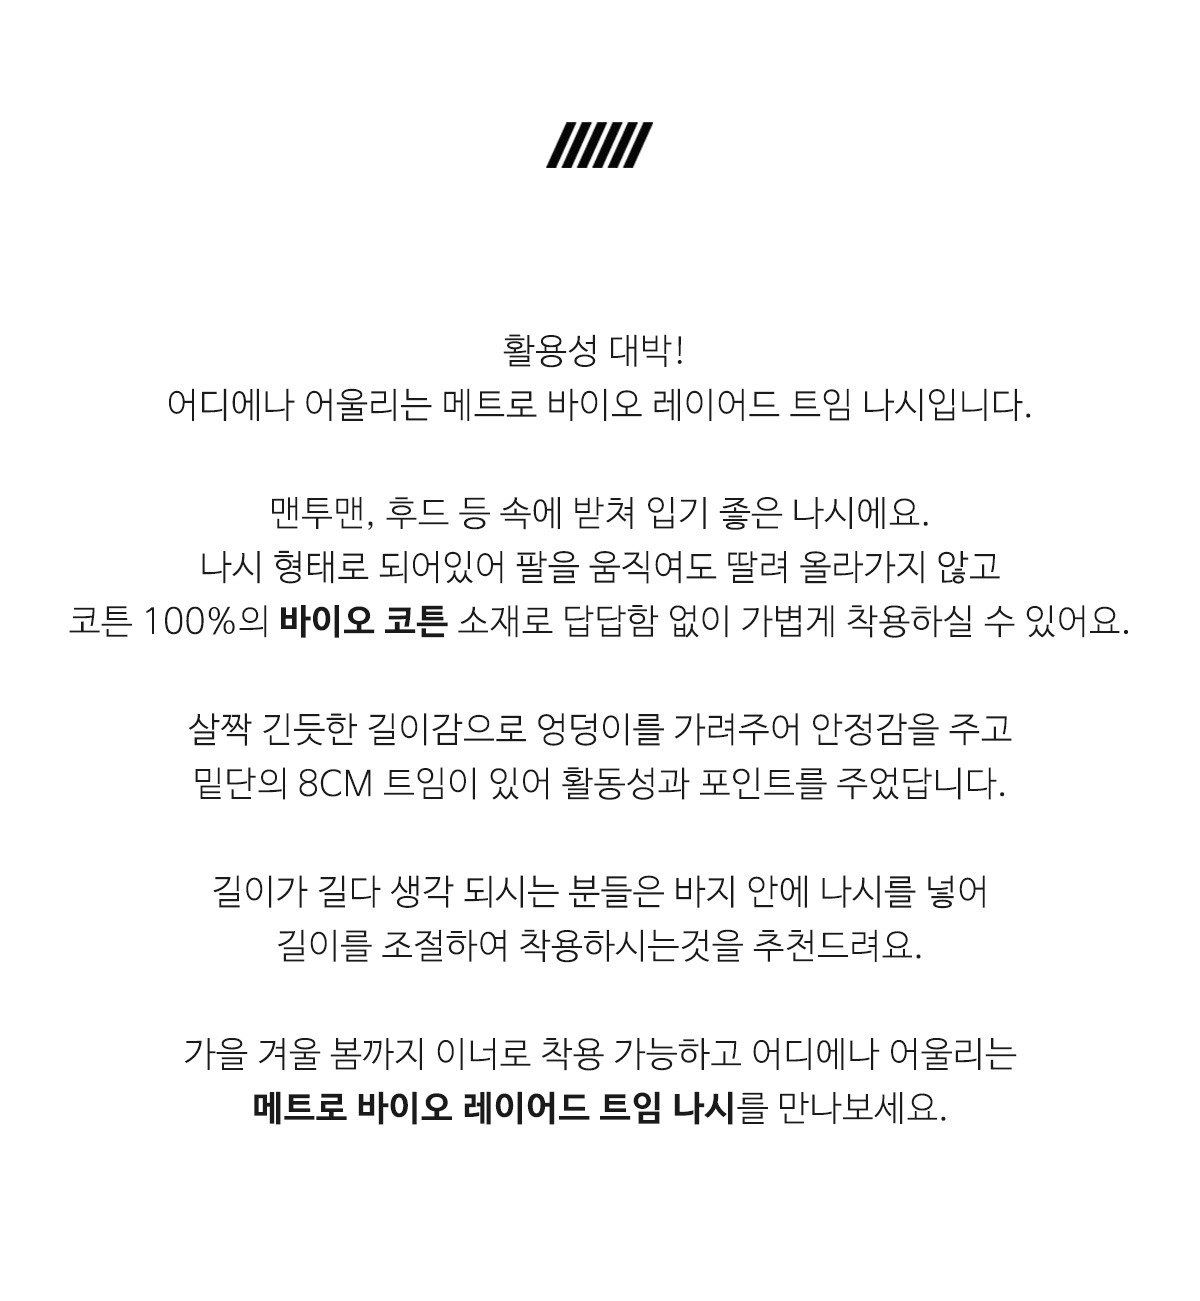 활용성 대박!
어디에나 어울리는 메트로 바이오 레이어드 트임 나시입니다.
맨투맨, 후드 등 속에 받쳐 입기 좋은 나시에요.
나시 형태로 되어있어 팔을 움직여도 딸려 올라가지 않고
코튼 100%의 바이오 코튼 소재로 답답함 없이 가볍게 착용하실 수 있어요.
살짝 긴듯한 길이감으로 엉덩이를 가려주어 안정감을 주고
밑단의 8CM 트임이 있어 활동성과 포인트를 주었답니다.
길이가 길다 생각 되시는 분들은 바지 안에 나시를 넣어
길이를 조절하여 착용하시는것을 추천드려요.
가을 겨울 봄까지 이너로 착용 가능하고 어디에나 어울리는
메트로 바이오 레이어드 트임 나시를 만나보세요.